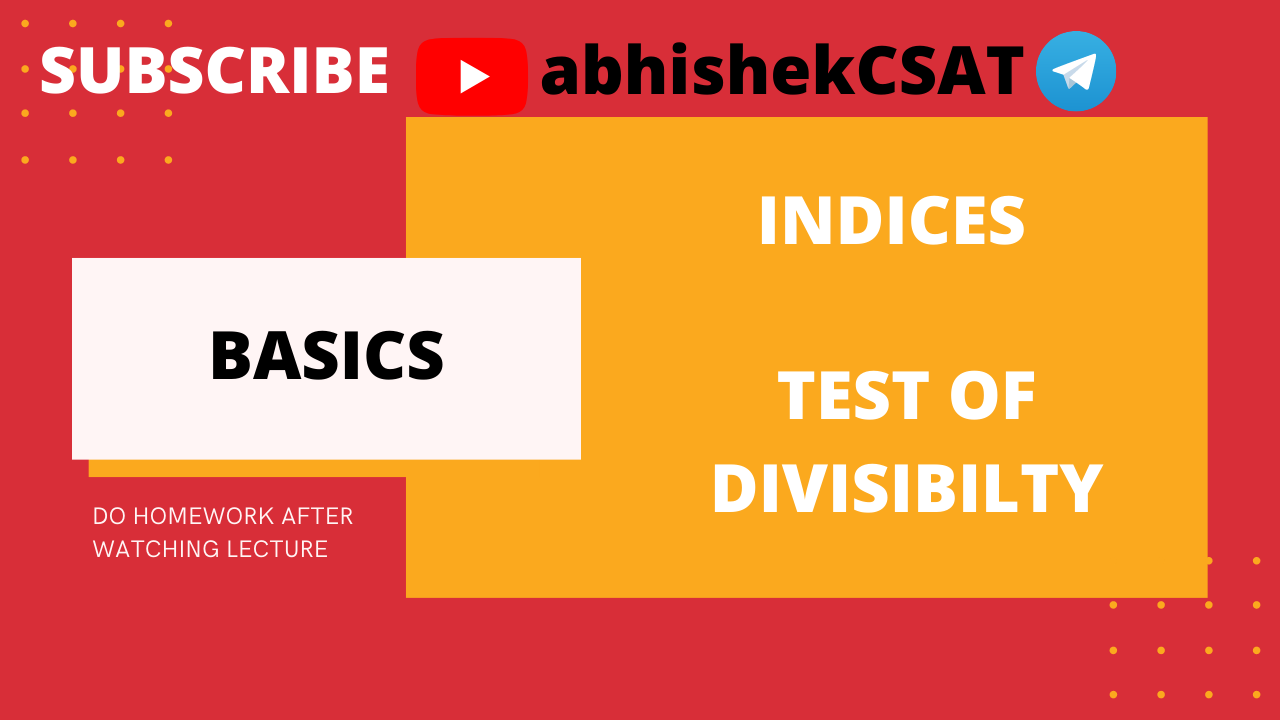 SUBSCRIBE abhishekCSAT
INDICES
BASICS
TEST OF
DIVISIBILTY
DO HOMEWORK AFTER
WATCHING LECTURE